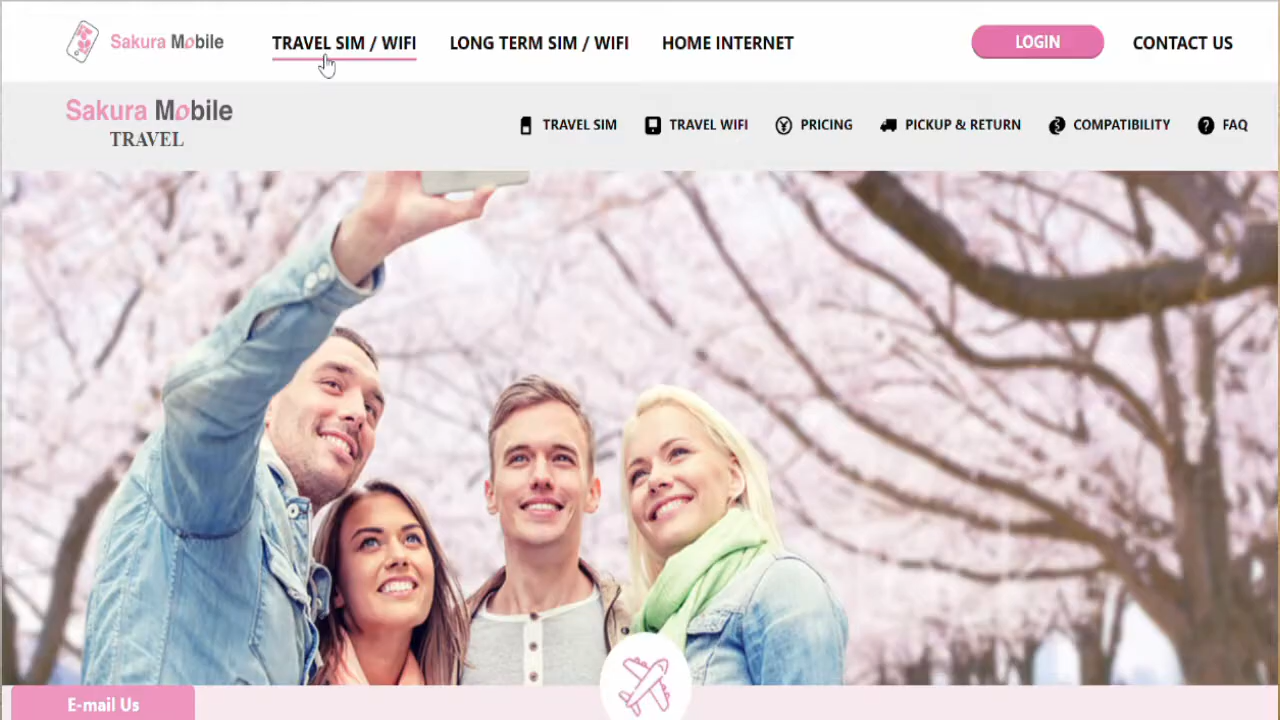 Sakura Mobile
TRAVEL SIM / WIFI
LONG TERM SIM / WIFI
HOME INTERNET
LOGIN
CONTACT US
Sakura Mobile
TRAVEL
TRAVEL SIM
TRAVEL WIFI
PRICING
PICKUP & RETURN
COMPATIBILITY
FAQ
E-mail Us